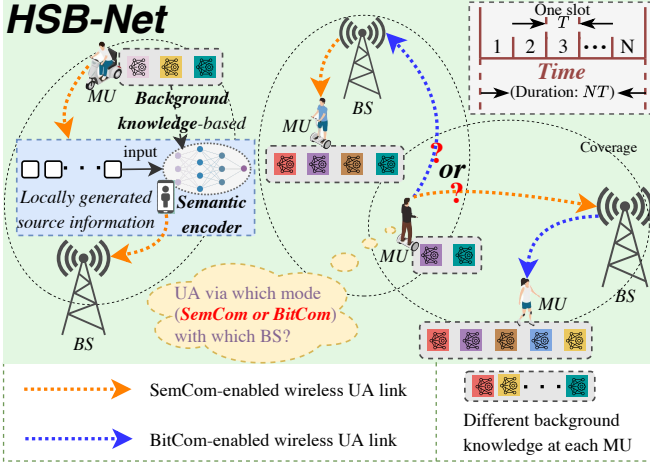 HSB-Net
One slot
T
1 2 3 ··· N
Time
(Duration: NT)
MU
BS
Background
knowledge-based
MU
Coverage
input
or
?
?
Locally generated
source information
Semantic
encoder
MU
BS
MU
BS
UA via which mode
(SemCom or BitCom)
with which BS?
SemCom-enabled wireless UA link
BitCom-enabled wireless UA link
Different background
knowledge at each MU